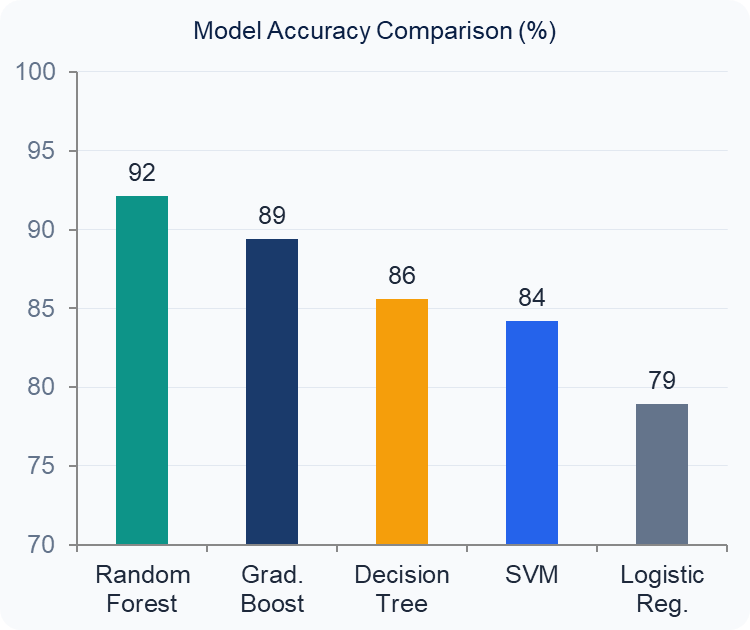 Model Accuracy Comparison (%)
100
95
90
85
80
75
70
92
89
86
84
79
Random
Forest
Grad.
Boost
Decision
Tree
SVM
Logistic
Reg.